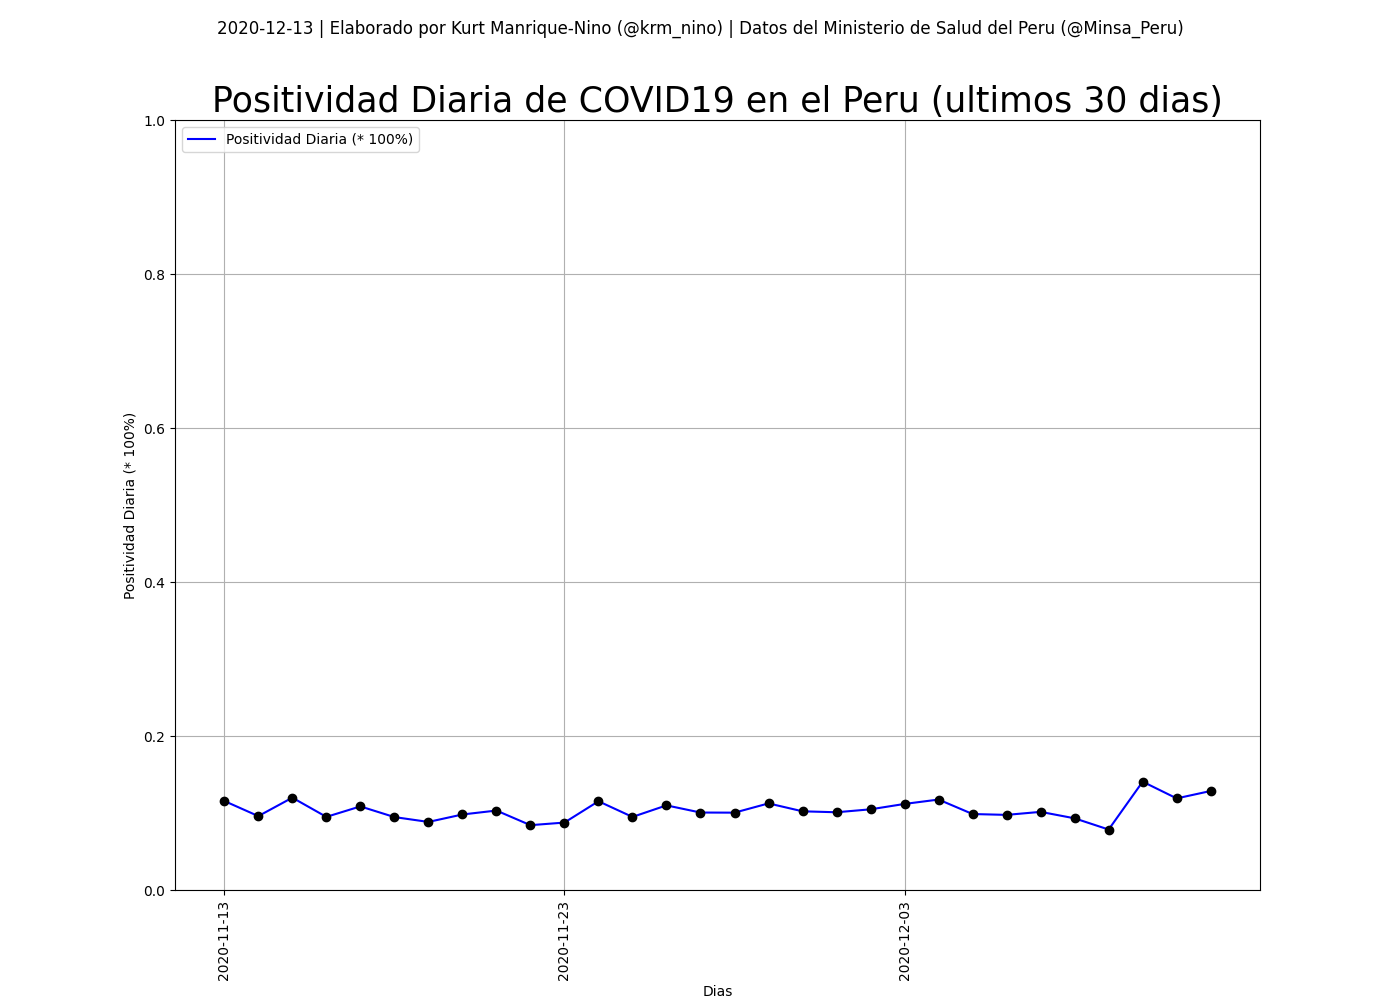 2020-12-13 | Elaborado por Kurt Manrique-Nino (@krm_nino) | Datos del Ministerio de Salud del Peru (@Minsa_Peru)
Positividad Diaria de COVID19 en el Peru (ultimos 30 dias)
Positividad Diaria (* 100%)
1.0
0.8
0.6
0.4
0.2
0.0
Positividad Diaria (* 100%)
2020-11-13
2020-11-23
2020-12-03
Dias